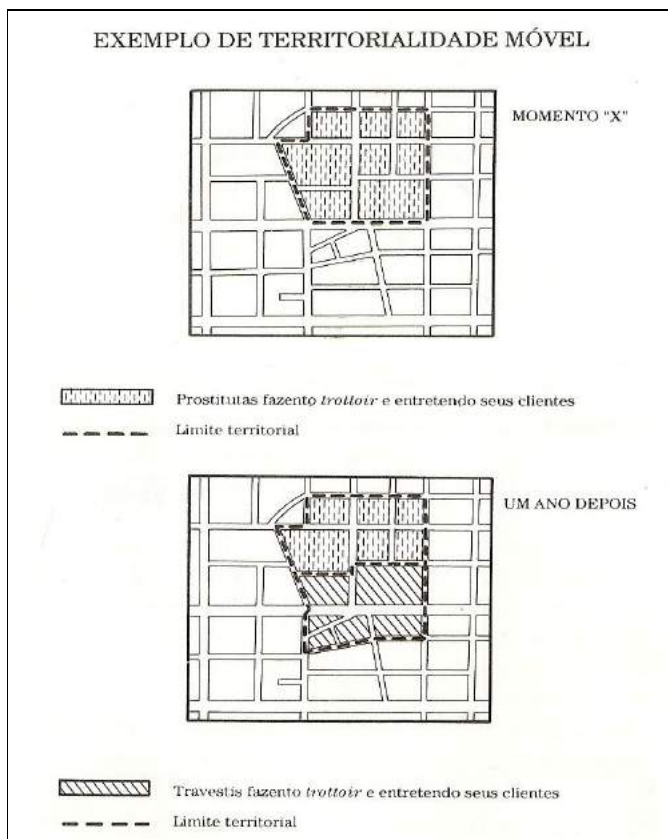 EXEMPLO DE TERRITORIALIDADE MÓVEL
MOMENTO "X"
Prostitutas fazento trottoir e entretendo seus clientes
Limite territorial
UM ANO DEPOIS
Travestis fazento trottoir e entretendo seus clientes
Limite territorial